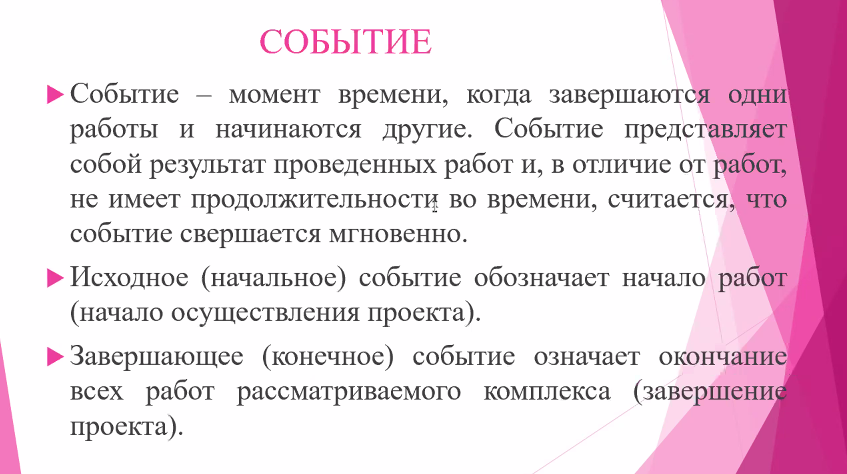 СОБЫТИЕ
Событие – момент времени, когда завершаются одни
работы и начинаются другие. Событие представляет
собой результат проведенных работ и, в отличие от работ,
не имеет продолжительности во времени, считается, что
событие свершается мгновенно.
Исходное (начальное) событие обозначает начало работ
(начало осуществления проекта).
Завершающее (конечное) событие означает окончание
всех работ рассматриваемого комплекса (завершение
проекта).